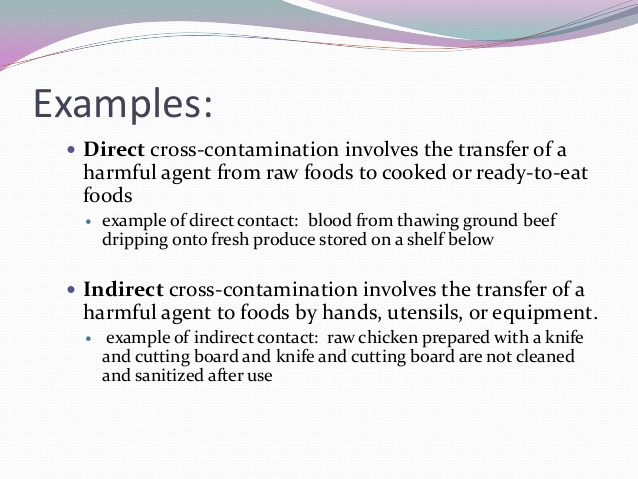 Examples:
• Direct cross-contamination involves the transfer of a
harmful agent from raw foods to cooked or ready-to-eat
foods
• example of direct contact: blood from thawing ground beef
dripping onto fresh produce stored on a shelf below
• Indirect cross-contamination involves the transfer of a
harmful agent to foods by hands, utensils, or equipment.
• example of indirect contact: raw chicken prepared with a knife
and cutting board and knife and cutting board are not cleaned
and sanitized after use